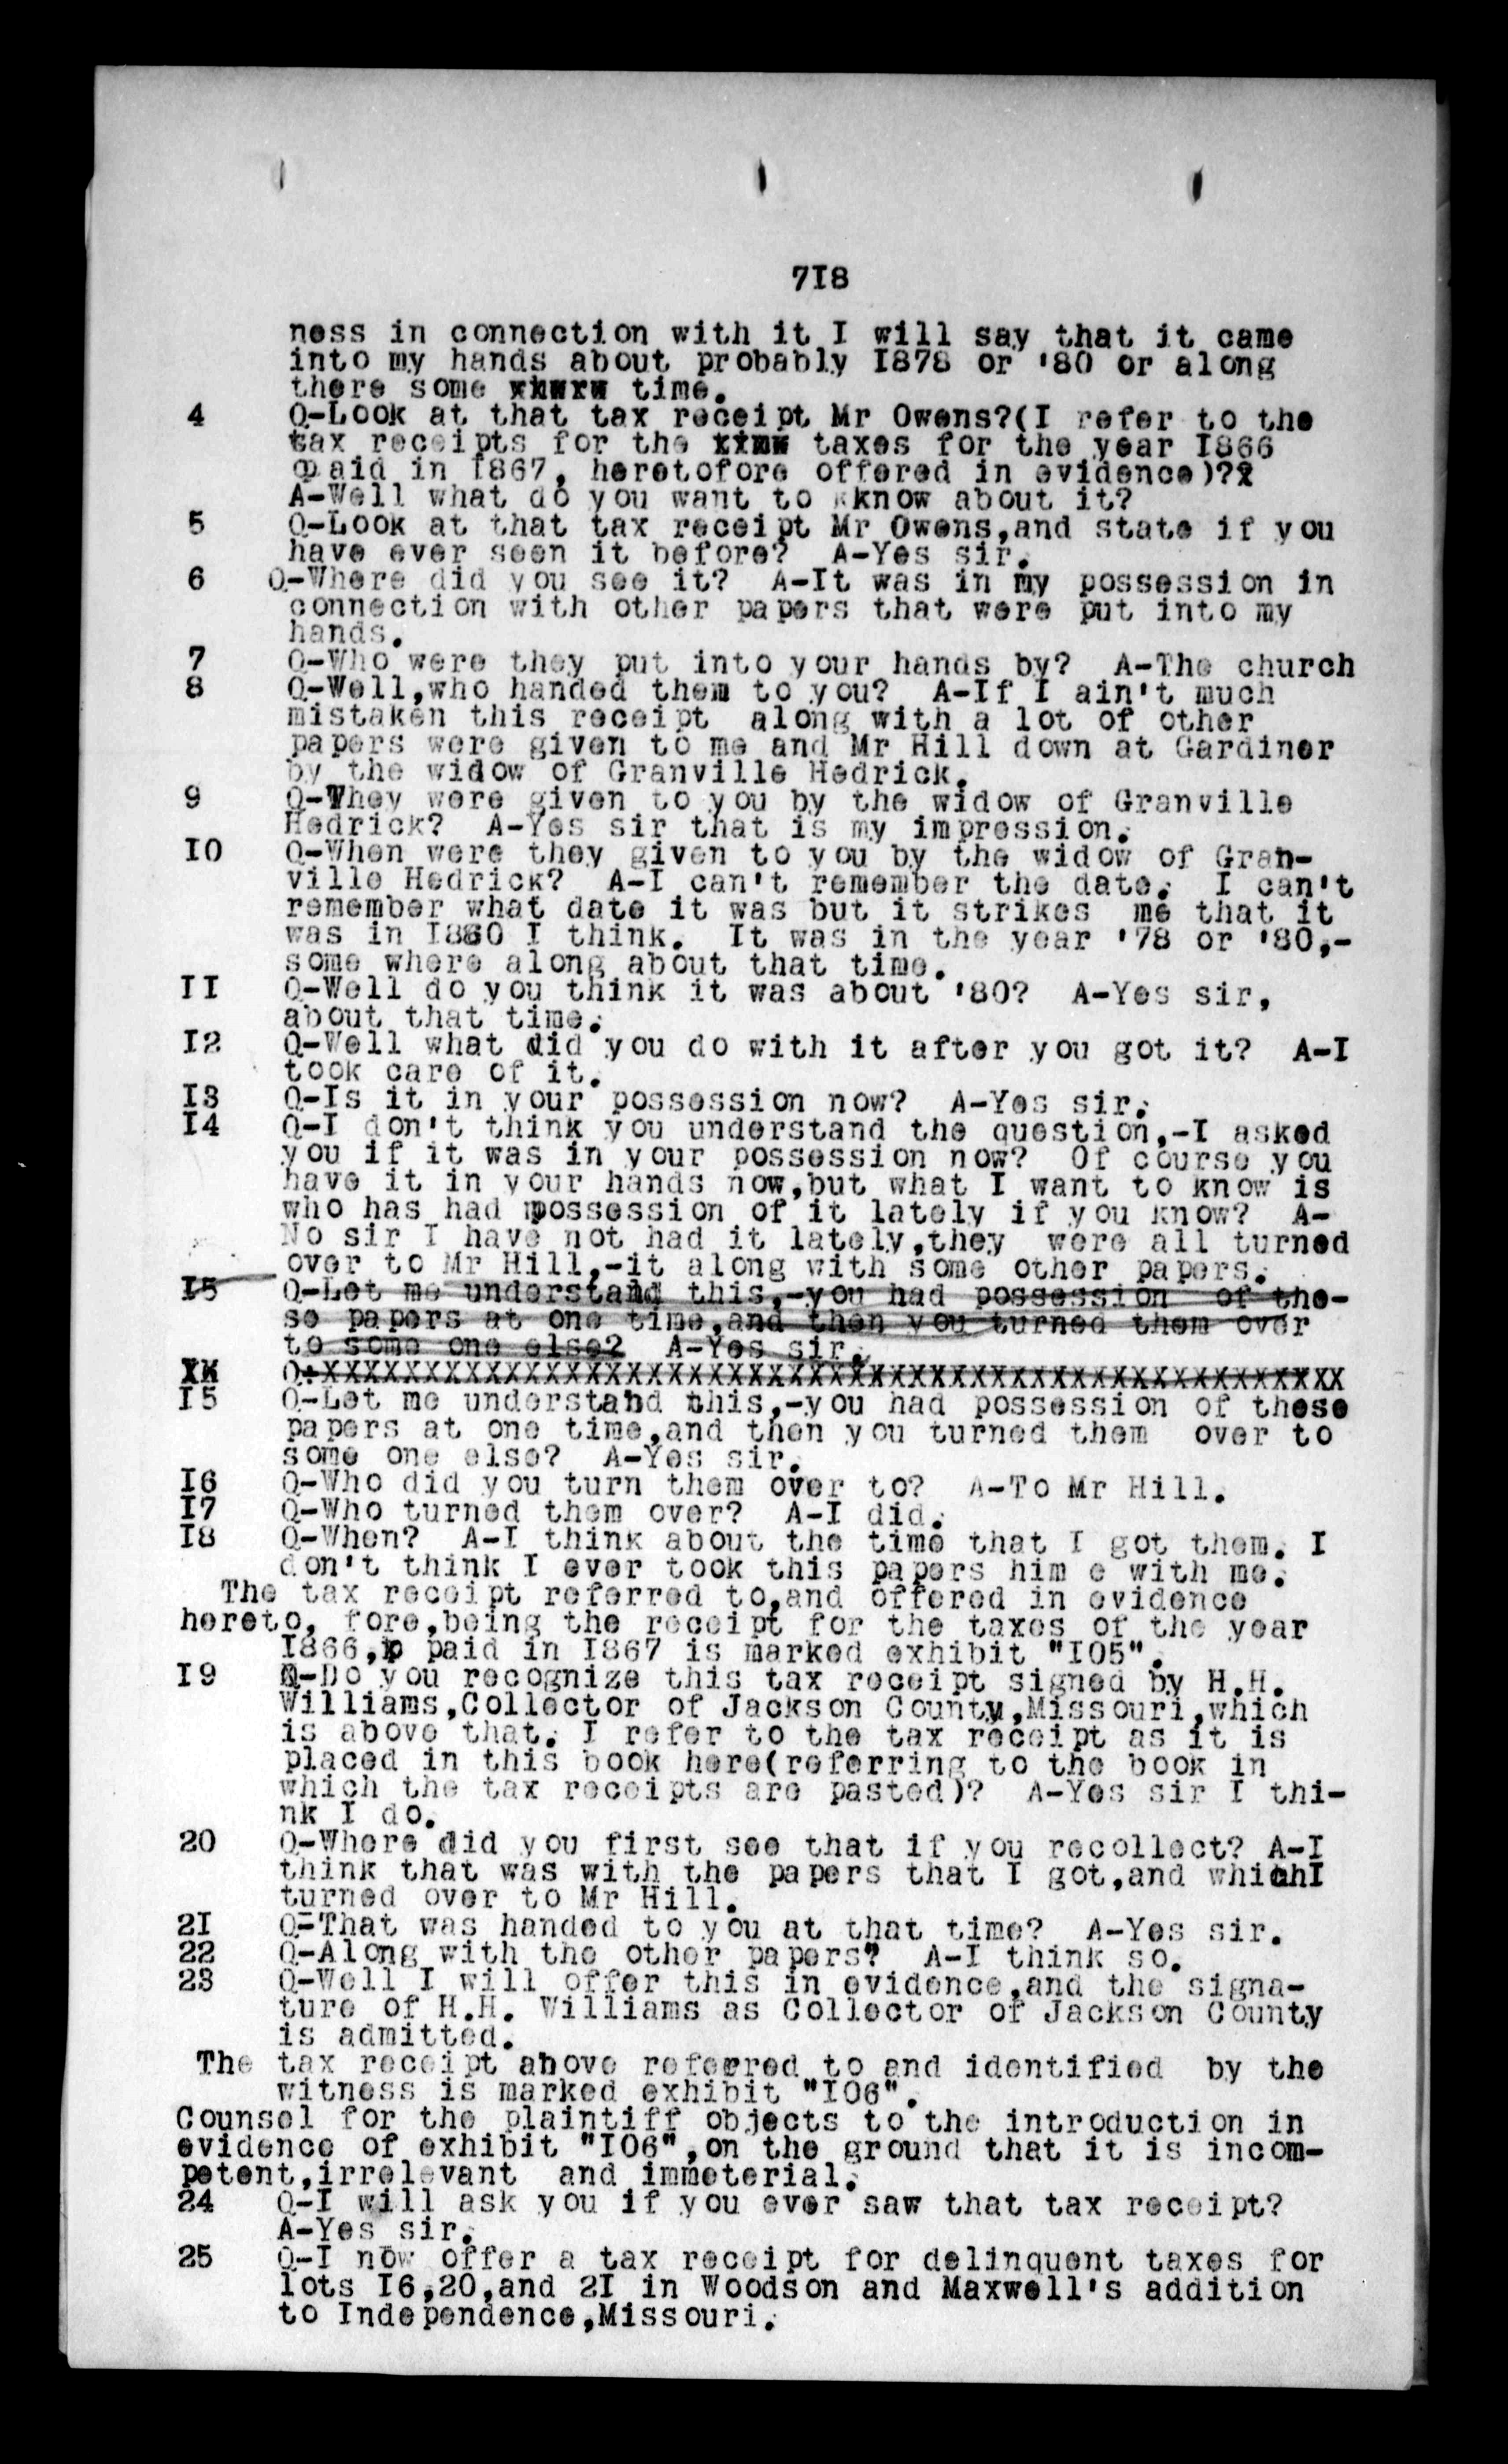 718
ness in connection with it I will say that it came
into my hands about probably I878 or '80 or along
there some xhwrw time.
4 Q-Look at that tax receipt Mr Owens?(I refer to the
tax receipts for the timw taxes for the year I866
paid in I867, heretofore offered in evidence)??
A-Well what do you want to kknow about it?
5 Q-Look at that tax receipt Mr Owens,and state if you
have ever seen it before? A-Yes sir.
6 Q-Where did you see it? A-It was in my possession in
connection with other papers that were put into my
hands.
7 Q-Who were they put into your hands by? A-The church
8 Q-Well,who handed them to you? A-If I ain't much
mistaken this receipt along with a lot of other
papers were given to me and Mr Hill down at Gardiner
by the widow of Granville Hedrick.
9 Q-They were given to you by the widow of Granville
Hedrick? A-Yes sir that is my impression.
I0 Q-When were they given to you by the widow of Gran-
ville Hedrick? A-I can't remember the date. I can't
remember what date it was but it strikes me that it
was in I880 I think. It was in the year '78 or '80,-
some where along about that time.
II Q-Well do you think it was about '80? A-Yes sir,
about that time.
I2 Q-Well what did you do with it after you got it? A-I
took care of it.
I3 Q-Is it in your possession now? A-Yes sir.
I4 Q-I don't think you understand the question,-I asked
you if it was in your possession now? Of course you
have it in your hands now,but what I want to know is
who has had possession of it lately if you know? A-
No sir I have not had it lately,they were all turned
over to Mr Hill,-it along with some other papers.
I5 Q-Let me understand this,-you had possession of the-
se papers at one time,and then you turned them over
to some one else? A-Yes sir.
XK Q-XXXXXXXXXXXXXXXXXXXXXXXXXXXXXXXXXXXXXXXXXXXXXXXXXXX
I5 Q-Let me understand this,-you had possession of these
papers at one time,and then you turned them over to
some one else? A-Yes sir.
I6 Q-Who did you turn them over to? A-To Mr Hill.
I7 Q-Who turned them over? A-I did.
I8 Q-When? A-I think about the time that I got them. I
don't think I ever took this papers him e with me.
The tax receipt referred to,and offered in evidence
hereto, fore,being the receipt for the taxes of the year
I866,p paid in I867 is marked exhibit "I05".
I9 Q-Do you recognize this tax receipt signed by H.H.
Williams,Collector of Jackson County,Missouri,which
is above that. I refer to the tax receipt as it is
placed in this book here(referring to the book in
which the tax receipts are pasted)? A-Yes sir I thi-
nk I do.
20 Q-Where did you first see that if you recollect? A-I
think that was with the papers that I got,and whichI
turned over to Mr Hill.
2I Q-That was handed to you at that time? A-Yes sir.
22 Q-Along with the other papers? A-I think so.
23 Q-Well I will offer this in evidence,and the signa-
ture of H.H. Williams as Collector of Jackson County
is admitted.
The tax receipt above referred to and identified by the
witness is marked exhibit "I06".
Counsel for the plaintiff objects to the introduction in
evidence of exhibit "I06",on the ground that it is incom-
petent,irrelevant and immeterial.
24 Q-I will ask you if you ever saw that tax receipt?
A-Yes sir.
25 Q-I now offer a tax receipt for delinquent taxes for
lots I6,20,and 2I in Woodson and Maxwell's addition
to Independence,Missouri.